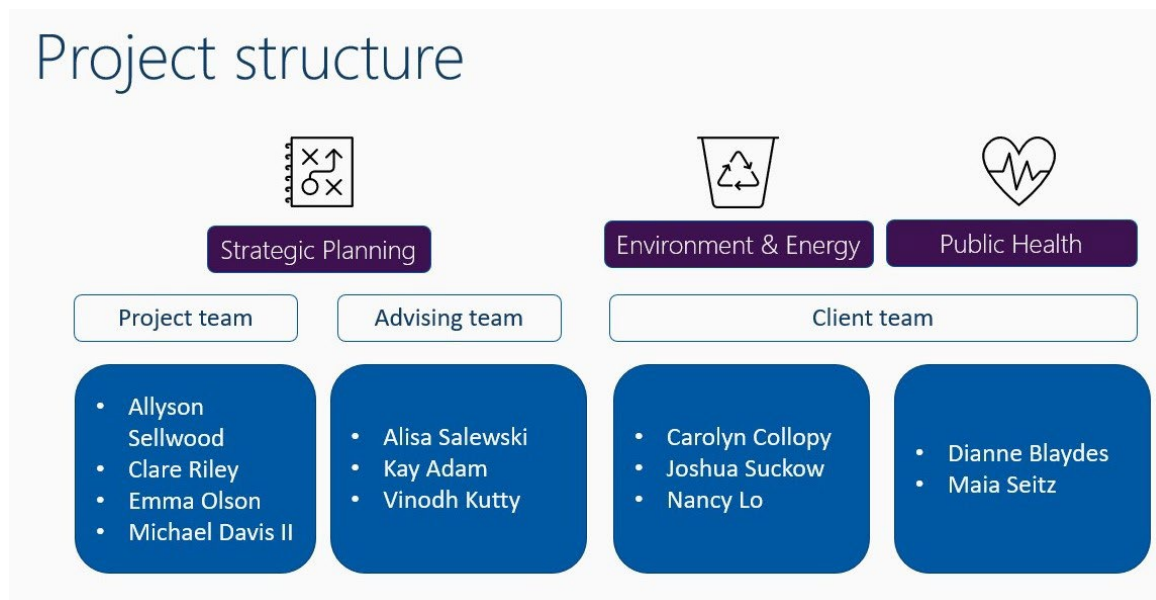 Project structure
Strategic Planning
Environment & Energy
Public Health
Project team
Advising team
Client team
• Allyson
Sellwood
• Clare Riley
• Emma Olson
• Michael Davis II
• Alisa Salewski
• Kay Adam
• Vinodh Kutty
• Carolyn Collopy
• Joshua Suckow
• Nancy Lo
• Dianne Blaydes
• Maia Seitz